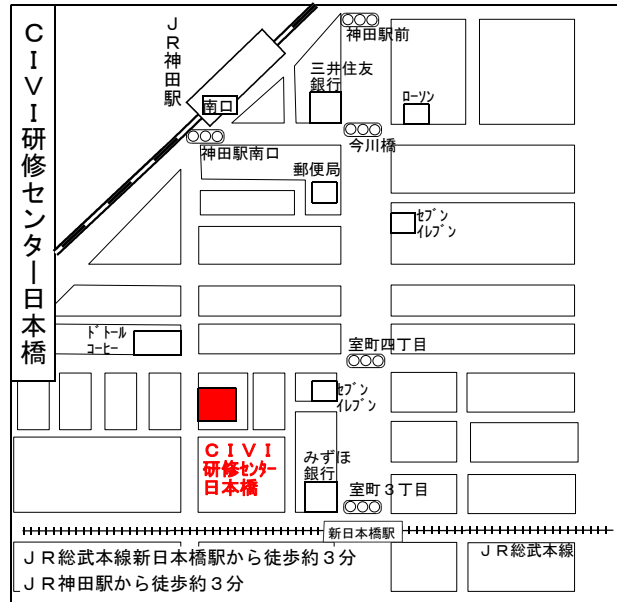 CIVI研修センター日本橋
JR神田駅
神田駅前
三井住友
銀行
ローソン
南口
神田駅南口
今川橋
郵便局
セブン
イレブン
ドトール
コーヒー
室町四丁目
セブン
イレブン
CIVI
研修センター
日本橋
みずほ
銀行
室町3丁目
新日本橋駅
JR総武本線新日本橋駅から徒歩約3分
JR総武本線
JR神田駅から徒歩約3分